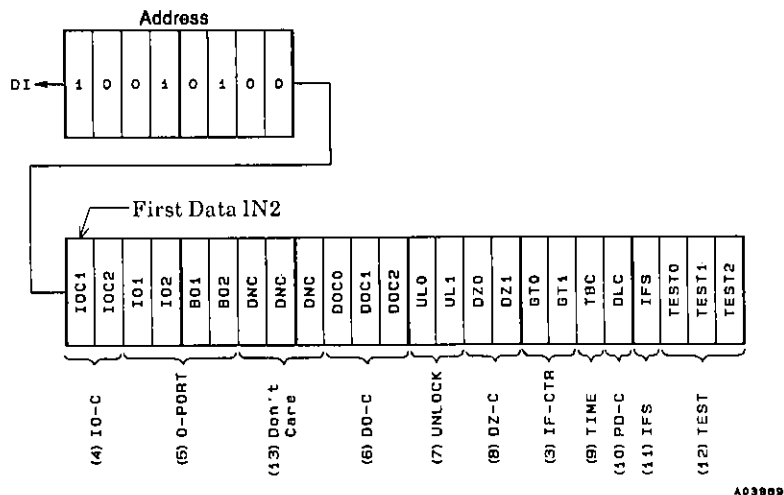 Address
DI
1 0 0 1 0 1 0 0
First Data IN2
IOC1 IOC2 IO1 IO2 BO1 BO2 DNC DNC DNC DOC0 DOC1 DOC2 UL0 UL1 DZ0 DZ1 GT0 GT1 TBC DLC IFS TEST0 TEST1 TEST2
(4) IO-C
(5) O-PORT
(13) Don't Care
(6) DO-C
(7) UNLOCK
(8) DZ-C
(3) IF-CTR
(9) TIME
(10) PD-C
(11) IFS
(12) TEST
A03989